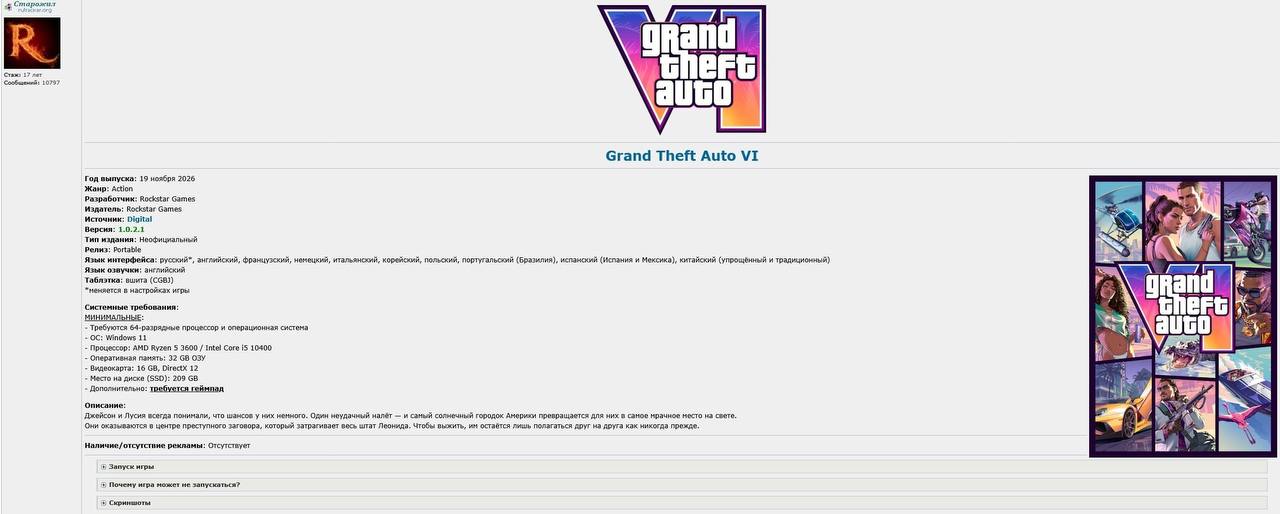 Старожил
rutracker.org
R
Стаж: 17 лет
Сообщений: 10797
grand
theft
auto
VI
Grand Theft Auto VI
Год выпуска: 19 ноября 2026
Жанр: Action
Разработчик: Rockstar Games
Издатель: Rockstar Games
Источник: Digital
Версия: 1.0.2.1
Тип издания: Неофициальный
Релиз: Portable
Язык интерфейса: русский*, английский, французский, немецкий, итальянский, корейский, польский, португальский (Бразилия), испанский (Испания и Мексика), китайский (упрощённый и традиционный)
Язык озвучки: английский
Таблэтка: вшита (CGBJ)
*меняется в настройках игры
Системные требования:
МИНИМАЛЬНЫЕ:
- Требуются 64-разрядные процессор и операционная система
- ОС: Windows 11
- Процессор: AMD Ryzen 5 3600 / Intel Core i5 10400
- Оперативная память: 32 GB ОЗУ
- Видеокарта: 16 GB, DirectX 12
- Место на диске (SSD): 209 GB
- Дополнительно: требуется геймпад
Описание:
Джейсон и Лусия всегда понимали, что шансов у них немного. Один неудачный налёт — и самый солнечный городок Америки превращается для них в самое мрачное место на свете.
Они оказываются в центре преступного заговора, который затрагивает весь штат Леонида. Чтобы выжить, им остаётся лишь полагаться друг на друга как никогда прежде.
Наличие/отсутствие рекламы: Отсутствует
Запуск игры
Почему игра может не запускаться?
Скриншоты
grand
theft
auto
VI